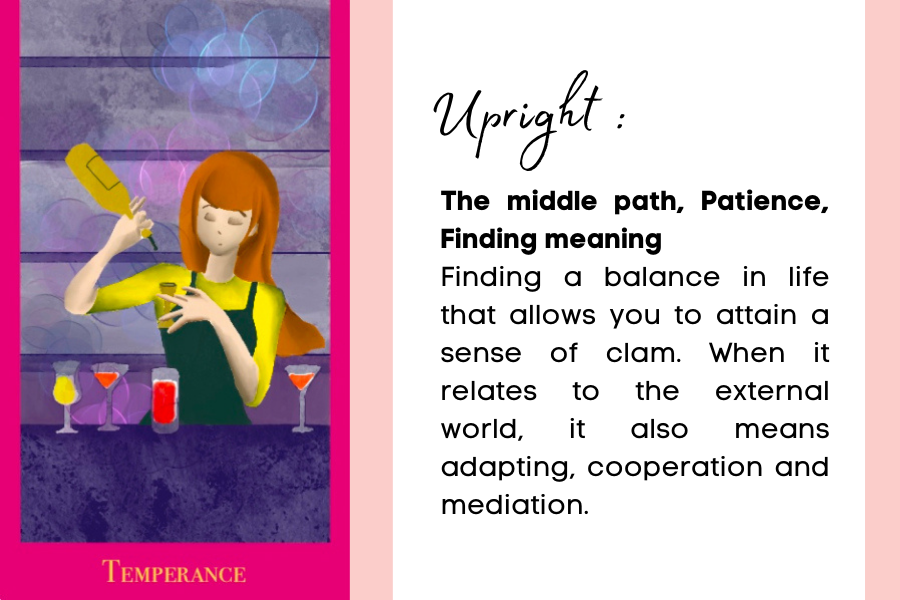 Upright :
The middle path, Patience,
Finding meaning
Finding a balance in life
that allows you to attain a
sense of clam. When it
relates to the external
world, it also means
adapting, cooperation and
mediation.
Temperance